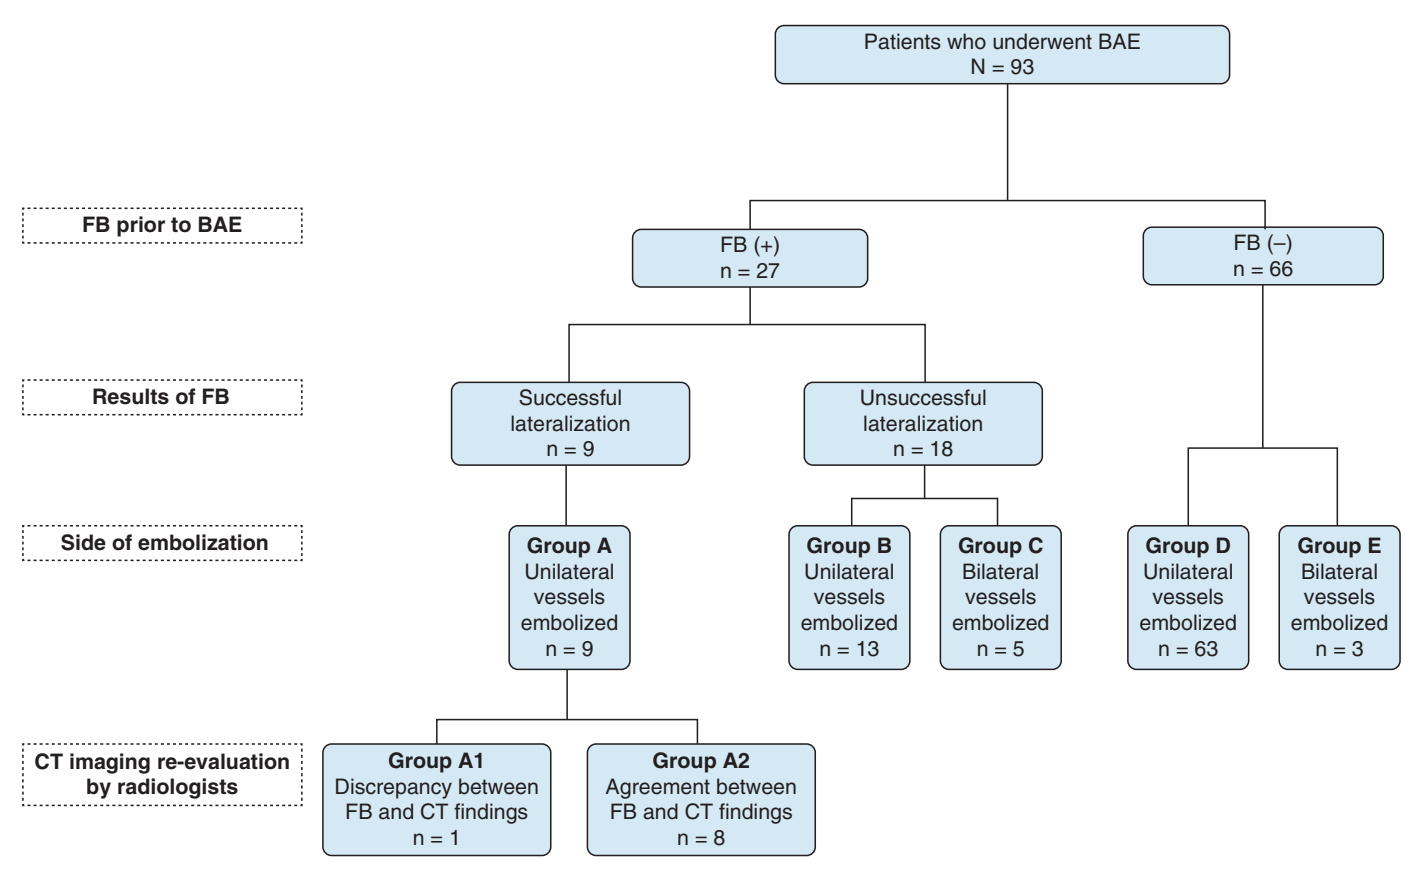 Patients who underwent BAE
N = 93
FB prior to BAE
FB (+)
n = 27
FB (–)
n = 66
Results of FB
Successful
lateralization
n = 9
Unsuccessful
lateralization
n = 18
Side of embolization
Group A
Unilateral
vessels
embolized
n = 9
Group B
Unilateral
vessels
embolized
n = 13
Group C
Bilateral
vessels
embolized
n = 5
Group D
Unilateral
vessels
embolized
n = 63
Group E
Bilateral
vessels
embolized
n = 3
CT imaging re-evaluation
by radiologists
Group A1
Discrepancy between
FB and CT findings
n = 1
Group A2
Agreement between
FB and CT findings
n = 8